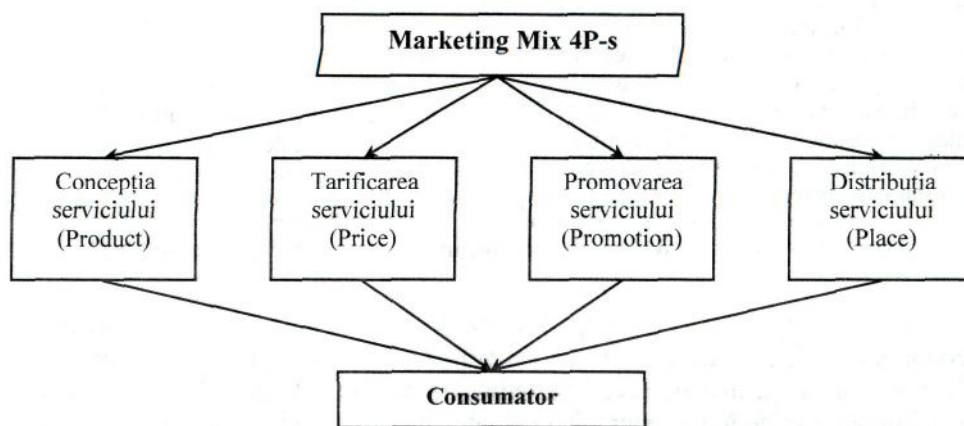 Marketing Mix 4P-s
Concepția
serviciului
(Product)
Tarificarea
serviciului
(Price)
Promovarea
serviciului
(Promotion)
Distribuția
serviciului
(Place)
Consumator